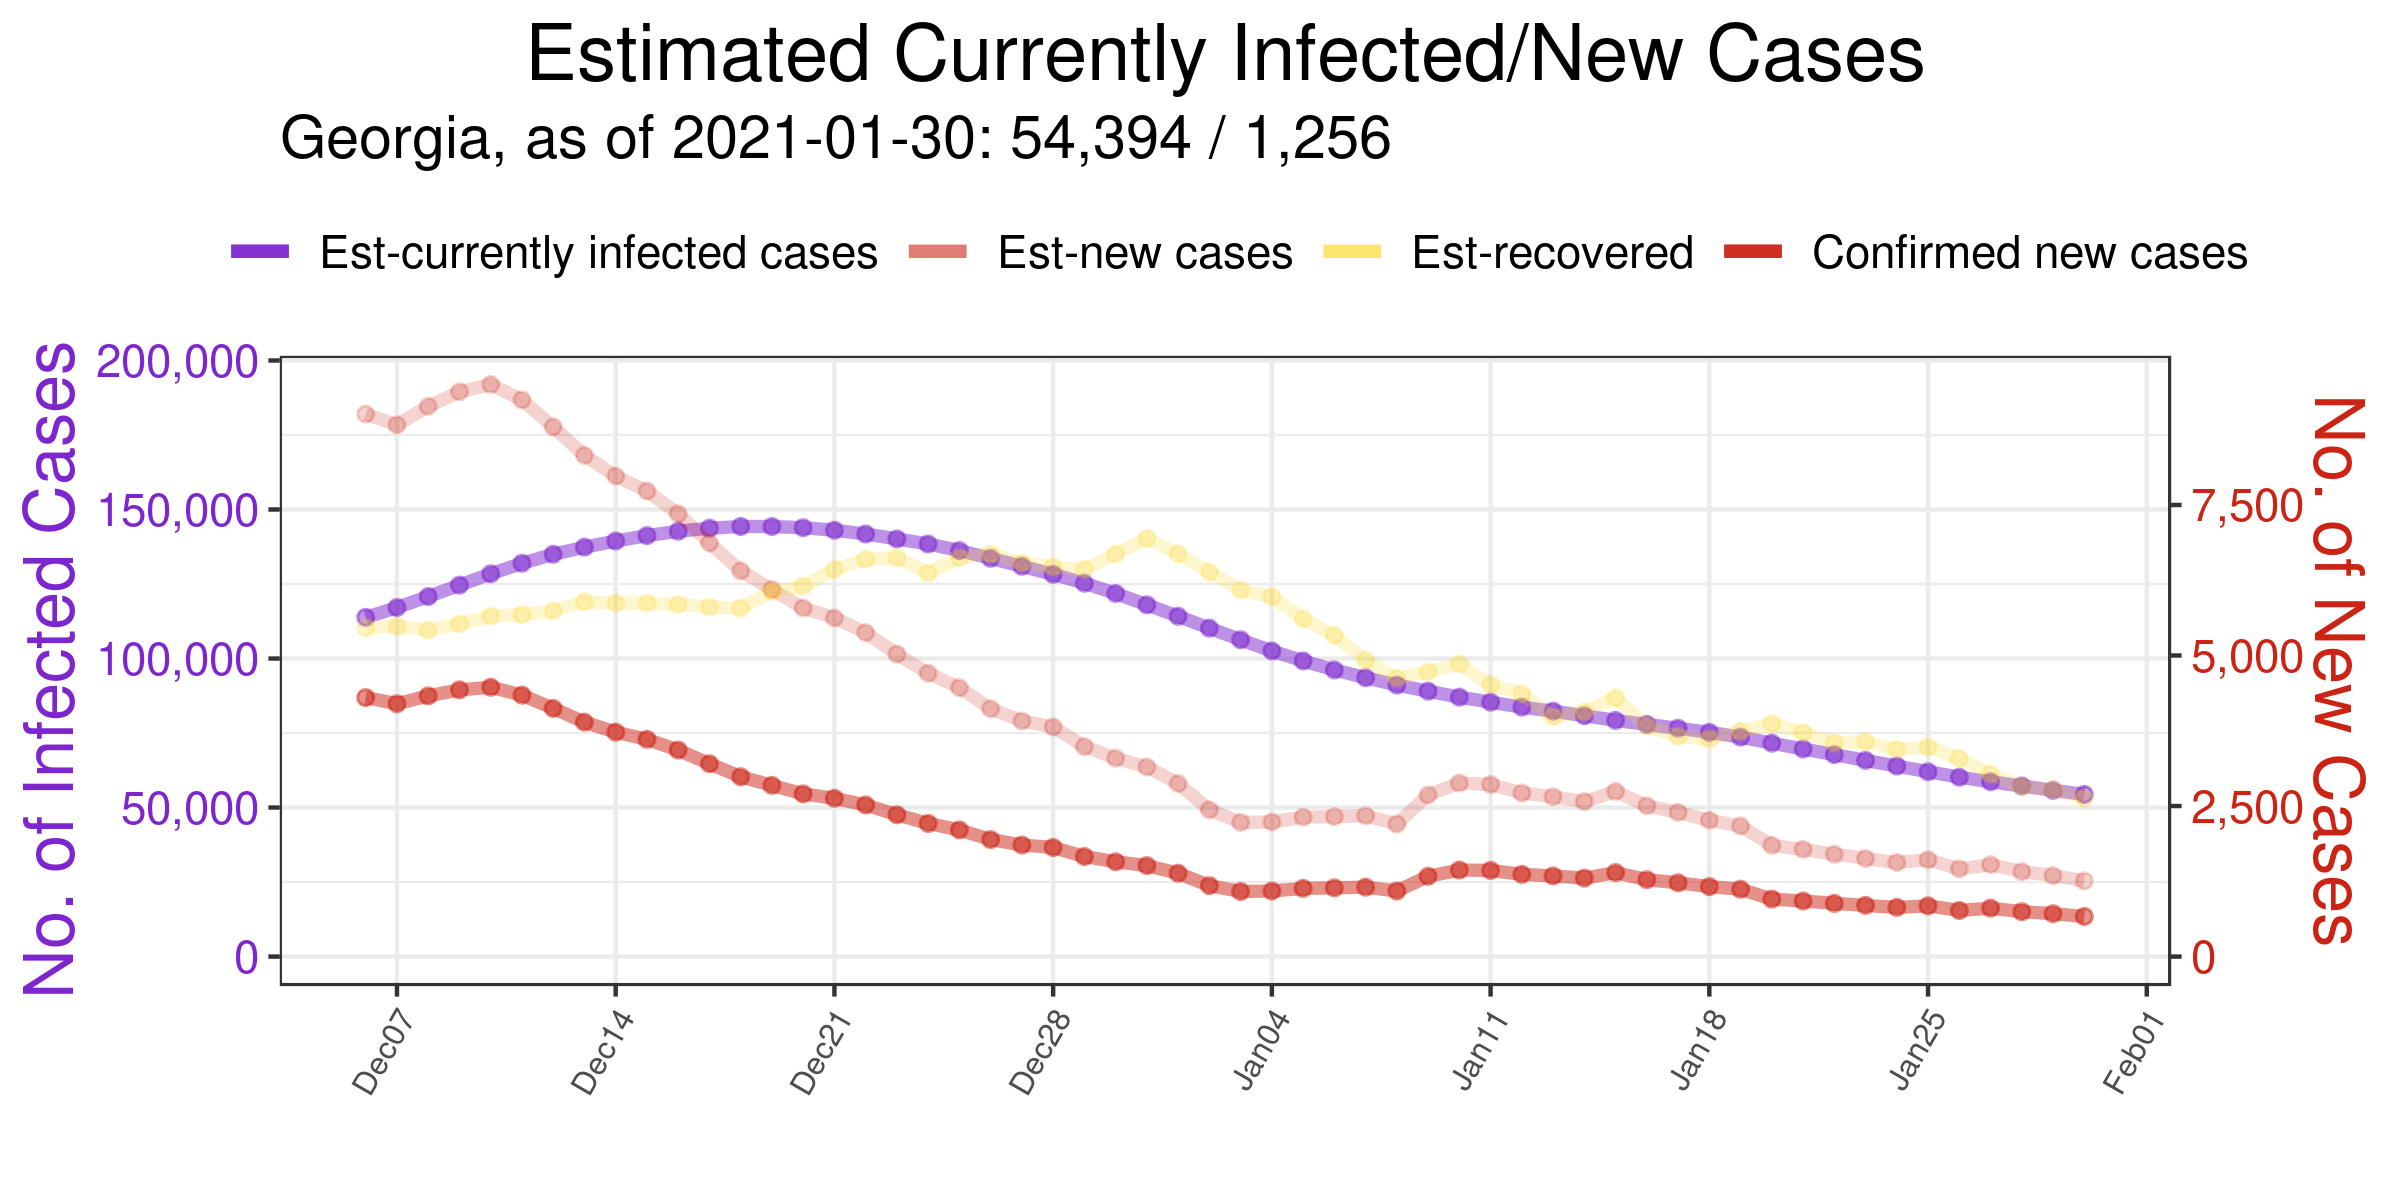 Estimated Currently Infected/New Cases
Georgia, as of 2021-01-30: 54,394 / 1,256
Est-currently infected cases Est-new cases Est-recovered Confirmed new cases
No. of Infected Cases
200,000
150,000
100,000
50,000
0
7,500
5,000
2,500
0
No. of New Cases
Dec07 Dec14 Dec21 Dec28 Jan04 Jan11 Jan18 Jan25 Feb01